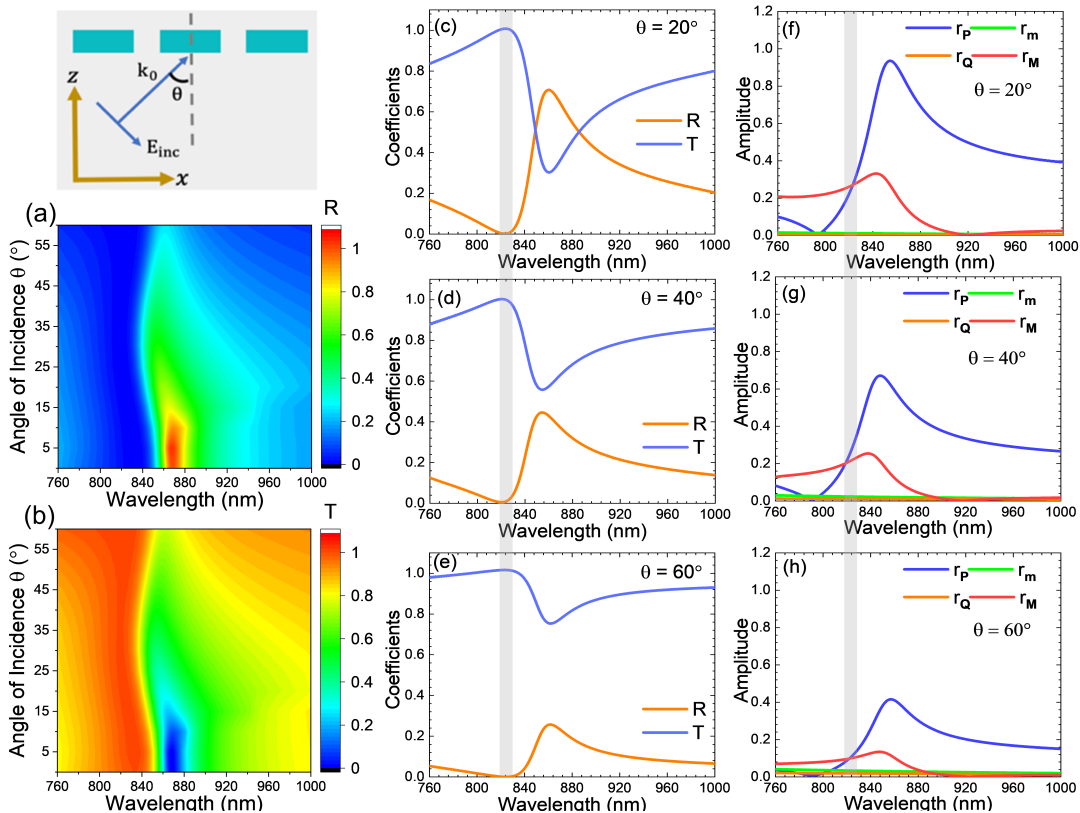 z
k0
θ
Einc
x
(a)
R
Angle of Incidence θ (°)
55
45
35
25
15
5
760 800 840 880 920 960 1000
Wavelength (nm)
1
0.8
0.6
0.4
0.2
0
(b)
T
Angle of Incidence θ (°)
55
45
35
25
15
5
760 800 840 880 920 960 1000
Wavelength (nm)
1
0.8
0.6
0.4
0.2
0
(c)
θ = 20°
Coefficients
1.0
0.8
0.6
0.4
0.2
0.0
R
T
760 800 840 880 920 960 1000
Wavelength (nm)
(d)
θ = 40°
Coefficients
1.0
0.8
0.6
0.4
0.2
0.0
R
T
760 800 840 880 920 960 1000
Wavelength (nm)
(e)
θ = 60°
Coefficients
1.0
0.8
0.6
0.4
0.2
0.0
R
T
760 800 840 880 920 960 1000
Wavelength (nm)
(f)
rP rm
rQ rM
θ = 20°
Amplitude
1.2
1.0
0.8
0.6
0.4
0.2
0.0
760 800 840 880 920 960 1000
Wavelength (nm)
(g)
rP rm
rQ rM
θ = 40°
Amplitude
1.2
1.0
0.8
0.6
0.4
0.2
0.0
760 800 840 880 920 960 1000
Wavelength (nm)
(h)
rP rm
rQ rM
θ = 60°
Amplitude
1.2
1.0
0.8
0.6
0.4
0.2
0.0
760 800 840 880 920 960 1000
Wavelength (nm)